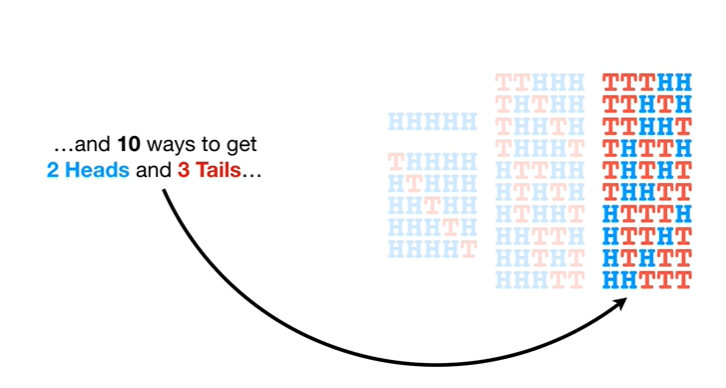 …and 10 ways to get
2 Heads and 3 Tails…
HHHHH
THHHH
HTHHH
HHTHH
HHHTH
HHHHT
TTHHH
THTHH
THHTH
THHHT
HTTHH
HTHTH
HTHHT
HHTTH
HHTHT
HHHTT
TTTHH
TTHTH
TTHHT
THTTH
THTHT
THHTT
HTTTH
HTTHT
HTHTT
HHTTT